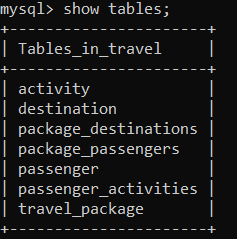 mysql> show tables;
+----------------------+
| Tables_in_travel     |
+----------------------+
| activity             |
| destination          |
| package_destinations |
| package_passengers   |
| passenger            |
| passenger_activities |
| travel_package       |
+----------------------+